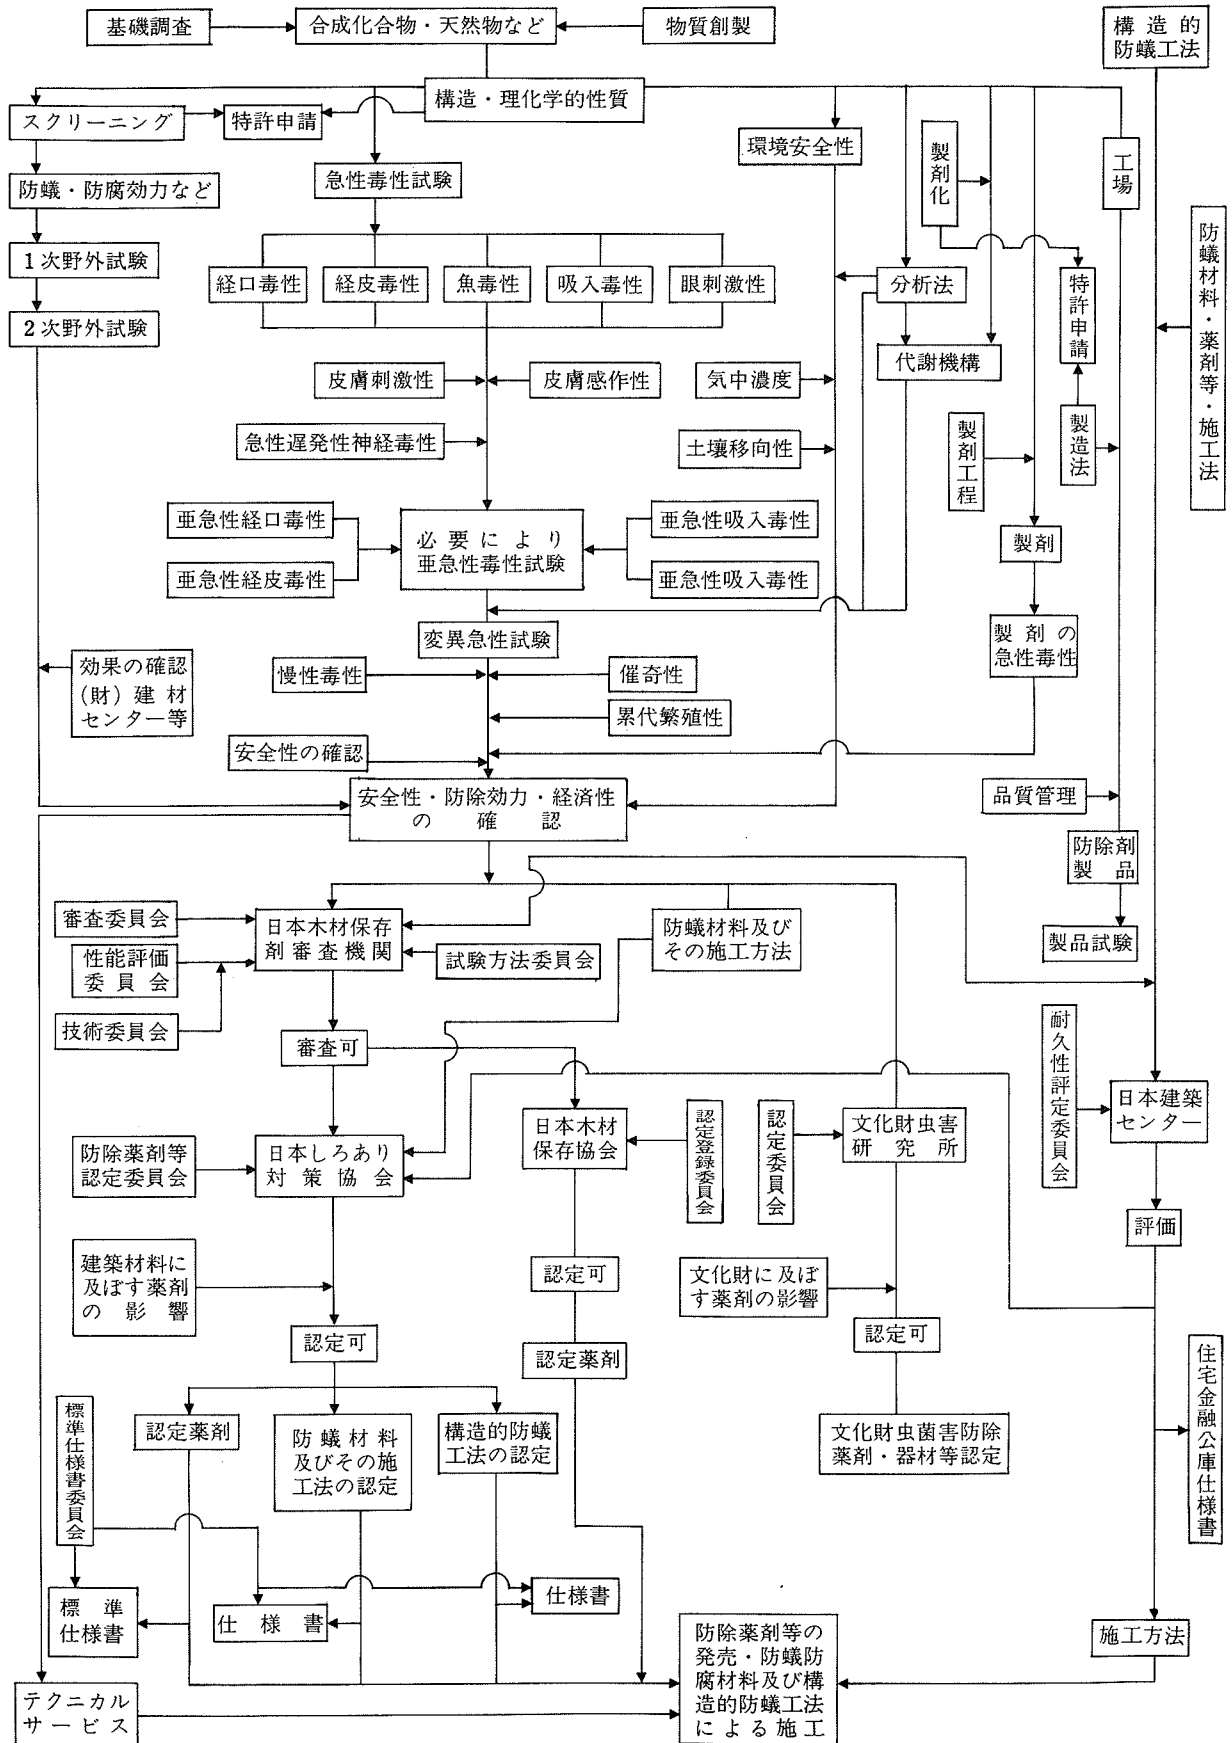 基礎調査
合成化合物・天然物など
物質創製
構造的
防蟻工法
構造・理化学的性質
スクリーニング
特許申請
環境安全性
製剤化
工場
急性毒性試験
防蟻・防腐効力など
防蟻材料・薬剤等・施工法
1次野外試験
経口毒性
経皮毒性
魚毒性
吸入毒性
眼刺激性
分析法
特許申請
2次野外試験
代謝機構
皮膚刺激性
皮膚感作性
気中濃度
急性遅発性神経毒性
土壌移向性
製剤工程
製造法
亜急性経口毒性
必要により
亜急性毒性試験
亜急性吸入毒性
製剤
亜急性経皮毒性
亜急性吸入毒性
変異急性試験
製剤の
急性毒性
効果の確認
(財)建材
センター等
慢性毒性
催奇性
累代繁殖性
安全性の確認
安全性・防除効力・経済性
の確認
品質管理
防除剤
製品
審査委員会
日本木材保存
剤審査機関
防蟻材料及び
その施工方法
製品試験
性能評価
委員会
試験方法委員会
技術委員会
審査可
耐久性評定委員会
日本建築
センター
日本木材
保存協会
認定登録委員会
認定委員会
文化財虫害
研究所
防除薬剤等
認定委員会
日本しろあり
対策協会
評価
建築材料に
及ぼす薬剤
の影響
認定可
文化財に及ぼ
す薬剤の影響
認定可
認定可
認定薬剤
住宅金融公庫仕様書
標準仕様書委員会
認定薬剤
防蟻材料
及びその施
工法の認定
構造的防蟻
工法の認定
文化財虫菌害防除
薬剤・器材等認定
標準
仕様書
仕様書
仕様書
防除薬剤等の
発売・防蟻防
腐材料及び構
造的防蟻工法
による施工
施工方法
テクニカル
サービス